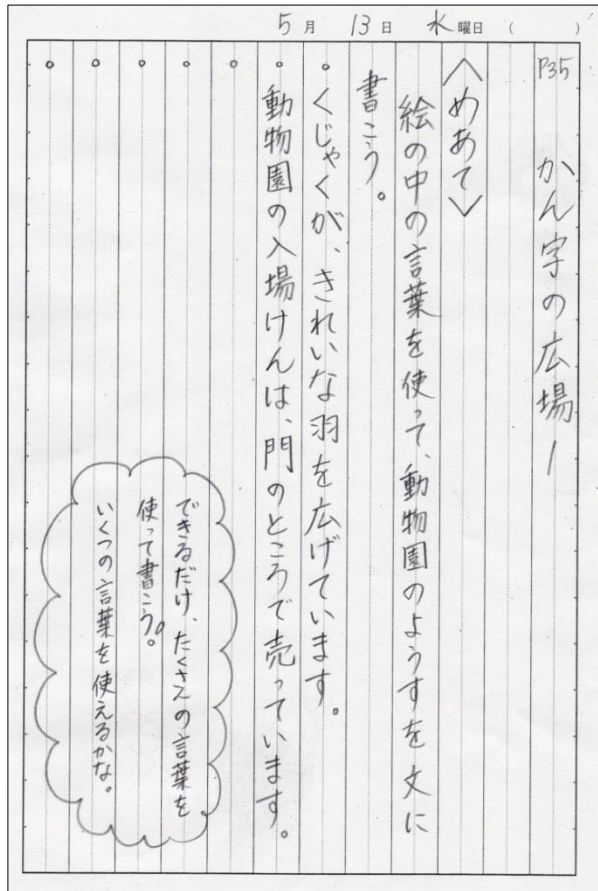 5月 13日 水曜日 ( )
P35 かん字の広場1
<めあて>
絵の中の言葉を使って、動物園のようすを文に
書こう。
・くじゃくが、きれいな羽を広げています。
・動物園の入場けんは、門のところで売っています。
できるだけ、たくさんの言葉を
使って書こう。
いくつの言葉を使えるかな。